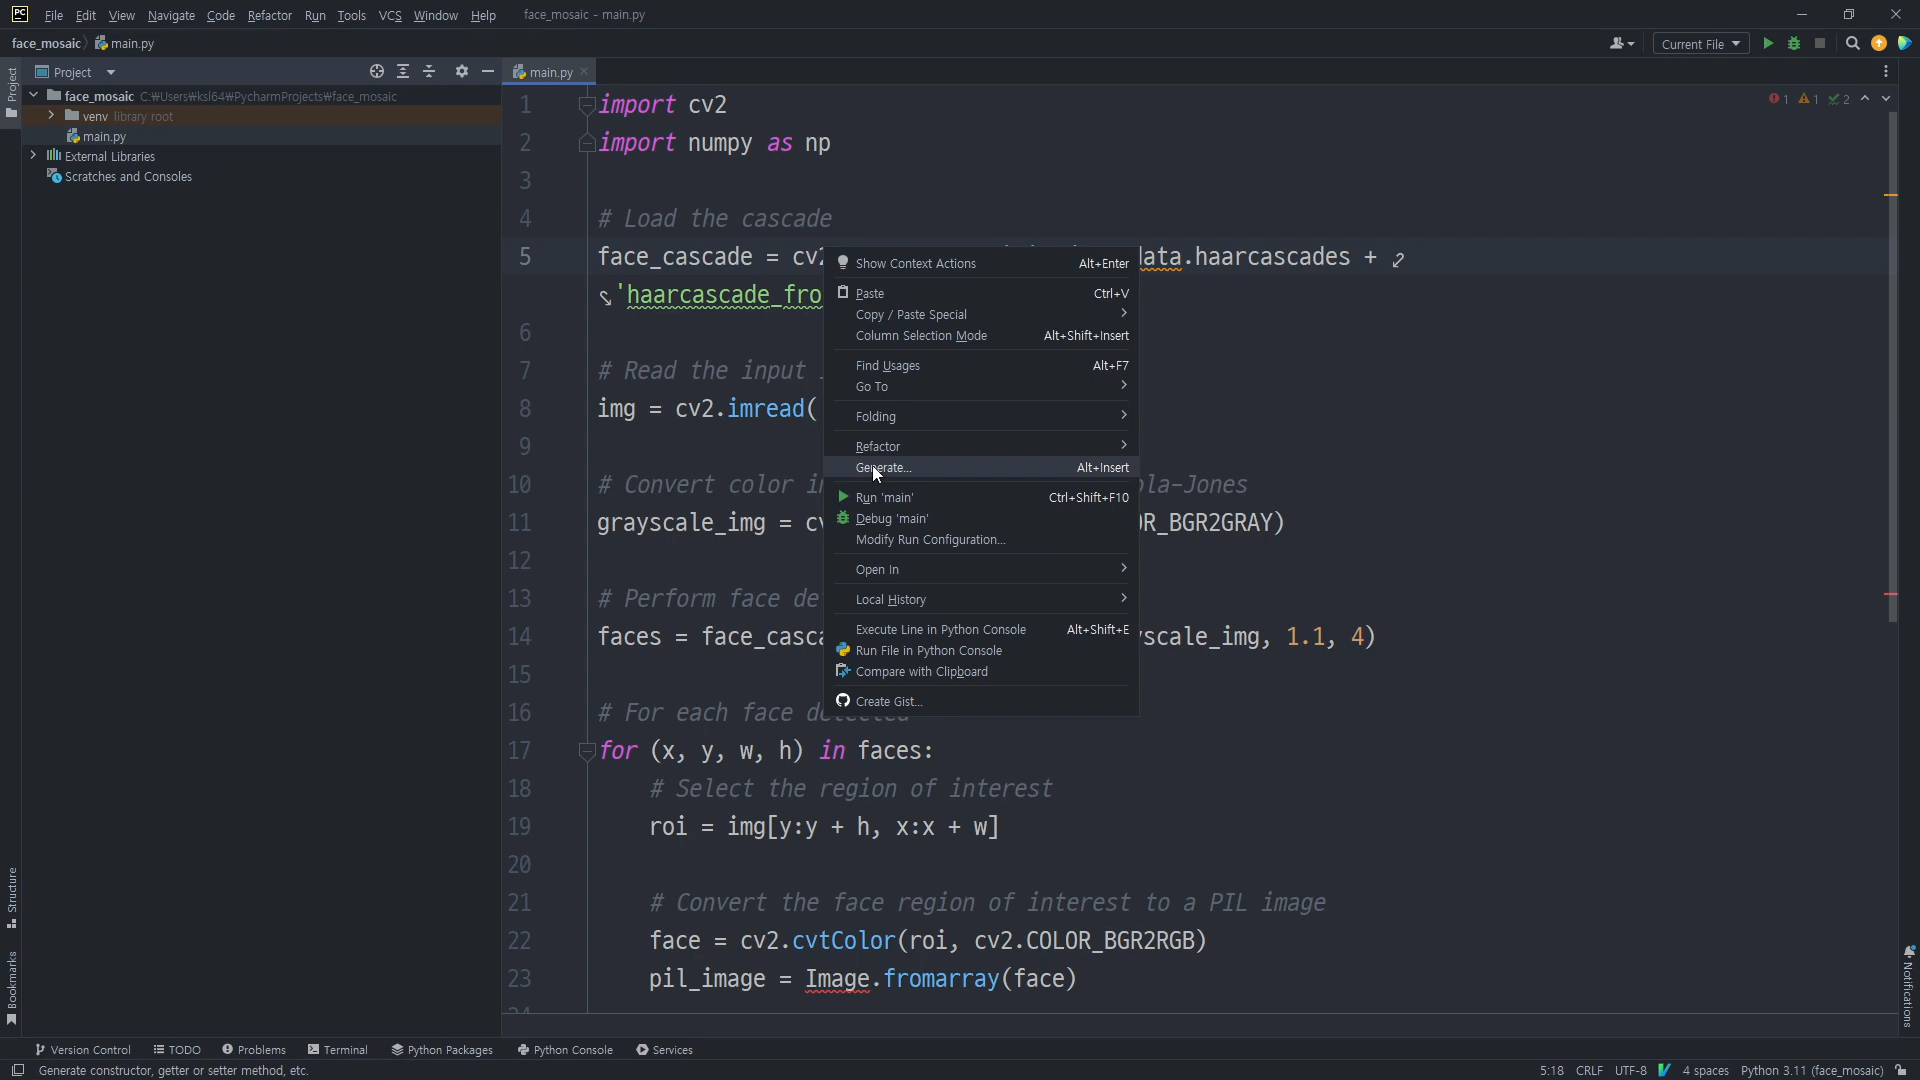 PC File Edit View Navigate Code Refactor Run Tools VCS Window Help face_mosaic - main.py
face_mosaic main.py Current File
Project
Project
face_mosaic C:₩Users₩ksl64₩PycharmProjects₩face_mosaic
venv library root
main.py
External Libraries
Scratches and Consoles
Structure
Bookmarks
main.py
1 1 2
1 import cv2
2 import numpy as np
3
4 # Load the cascade
5 face_cascade = cv2 data.haarcascades +
'haarcascade_fro
6
7 # Read the input
8 img = cv2.imread(
9
10 # Convert color ola-Jones
11 grayscale_img = cv OR_BGR2GRAY)
12
13 # Perform face de
14 faces = face_casca yscale_img, 1.1, 4)
15
16 # For each face detected
17 for (x, y, w, h) in faces:
18 # Select the region of interest
19 roi = img[y:y + h, x:x + w]
20
21 # Convert the face region of interest to a PIL image
22 face = cv2.cvtColor(roi, cv2.COLOR_BGR2RGB)
23 pil_image = Image.fromarray(face)
24
Show Context Actions Alt+Enter
Paste Ctrl+V
Copy / Paste Special
Column Selection Mode Alt+Shift+Insert
Find Usages Alt+F7
Go To
Folding
Refactor
Generate... Alt+Insert
Run 'main' Ctrl+Shift+F10
Debug 'main'
Modify Run Configuration...
Open In
Local History
Execute Line in Python Console Alt+Shift+E
Run File in Python Console
Compare with Clipboard
Create Gist...
Notifications
Version Control TODO Problems Terminal Python Packages Python Console Services
Generate constructor, getter or setter method, etc. 5:18 CRLF UTF-8 4 spaces Python 3.11 (face_mosaic)